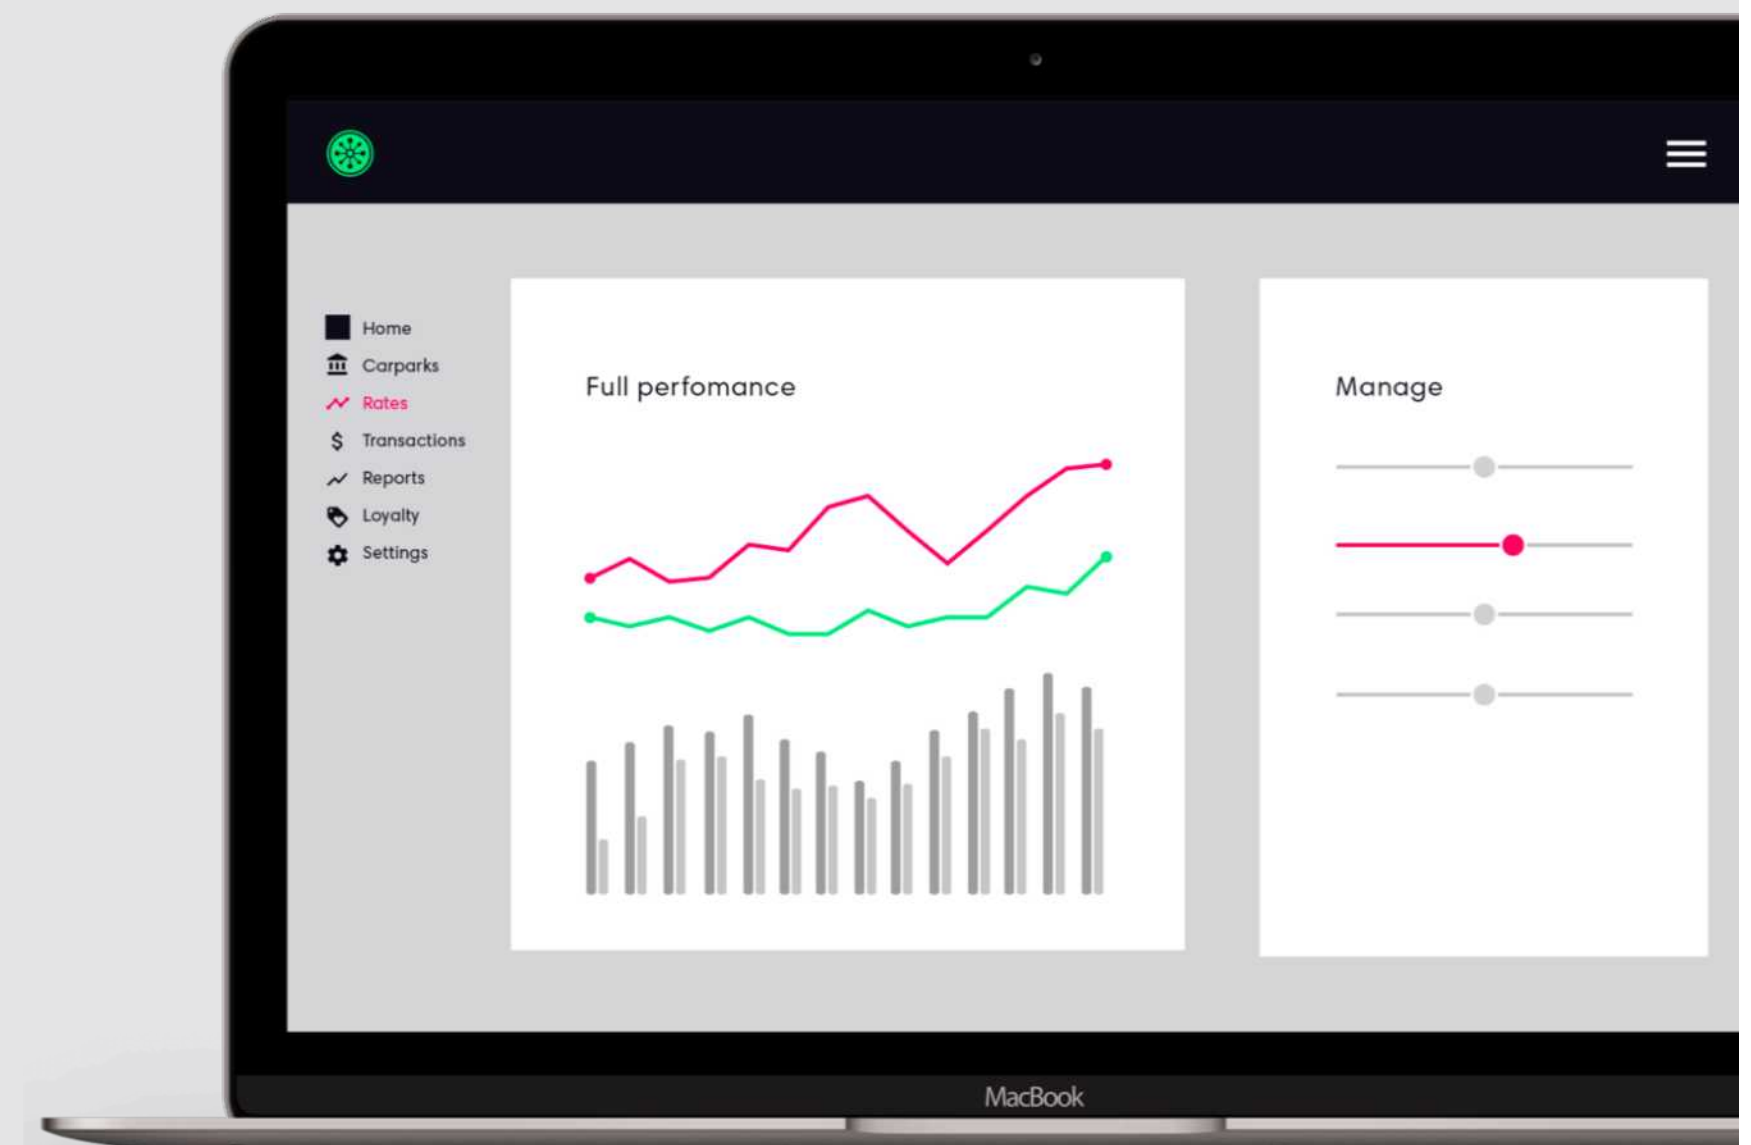 Home
Carparks
Rates
Transactions
Reports
Loyalty
Settings
Full perfomance
Manage
MacBook